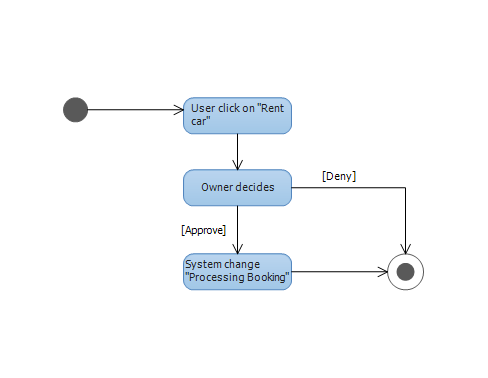 User click on "Rent
car"
Owner decides
[Deny]
[Approve]
System change
"Processing Booking"